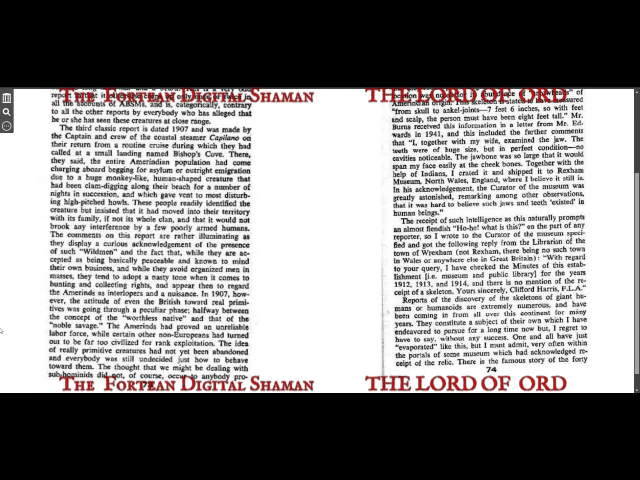 The Fortean Digital Shaman
all the accounts of ABSMs, and is, categorically, contrary
to all the other reports by everybody who has alleged that
he or she has seen these creatures at close range.
The third classic report is dated 1907 and was made by
the Captain and crew of the coastal steamer Capilano on
their return from a routine cruise during which they had
called at a small landing named Bishop's Cove. There,
they said, the entire Amerindian population had come
charging aboard begging for asylum or outright emigration
due to a huge monkey-like, human-shaped creature that
had been clam-digging along their beach for a number of
nights in succession, and which gave vent to most disturb-
ing high-pitched howls. These people readily identified the
creature but insisted that it had moved into their territory
with its family, if not its whole clan, and that it would not
brook any interference by a few poorly armed humans.
The comments on this report are rather illuminating as
they display a curious acknowledgement of the presence
of such "Wildmen" and the fact that, while they are ac-
cepted as being basically peaceable and known to mind
their own business, and while they avoid organized men in
masses, they tend to adopt a nasty tone when it comes to
hunting and collecting rights, and appear then to regard
the Amerinds as interlopers and a nuisance. In 1907, how-
ever, the attitude of even the British toward real primi-
tives was going through a peculiar phase; halfway between
the concept of the "worthless native" and that of the
"noble savage." The Amerinds had proved an unreliable
labor force, while certain other non-Europeans had turned
out to be far too civilized for rank exploitation. The idea
of really primitive creatures had not yet been abandoned
and everybody was still undecided just how to behave
toward them. The thought that we might be dealing with
sub-hominids did not, of course, occur to anybody pro-
The Fortean Digital Shaman
THE LORD OF ORD
Amerindian origin. This skeleton is stated to have measured
"from skull to ankel-joints—7 feet 6 inches, so with feet
and scalp, the person must have been eight feet tall." Mr.
Burns received this information in a letter from Mr. Ed-
wards in 1941, and this included the further comments
that "I, together with my wife, examined the jaw. The
teeth were of huge size, but in perfect condition—no
cavities noticeable. The jawbone was so large that it would
span my face easily at the cheek bones. Together with the
help of Indians, I crated it and shipped it to Rexham
Museum, North Wales, England, where I believe it still is.
In his acknowledgement, the Curator of the museum was
greatly astonished, remarking among other observations,
that it was hard to believe such jaws and teeth 'existed' in
human beings."
The receipt of such intelligence as this naturally prompts
an almost fiendish "Ho-ho! what is this?" on the part of any
reporter, so I wrote to the Curator of the museum speci-
fied and got the following reply from the Librarian of the
town of Wrexham (not Rexham, there being no such town
in Wales or anywhere else in Great Britain): "With regard
to your query, I have checked the Minutes of this estab-
lishment [i.e. museum and public library] for the years
1912, 1913, and 1914, and there is no mention of the re-
ceipt of a skeleton. Yours sincerely, Clifford Harris, F.L.A."
Reports of the discovery of the skeletons of giant hu-
mans or humanoids are extremely numerous, and have
been coming in from all over this continent for many
years. They constitute a subject of their own which I have
endeavored to pursue for a long time now but, I regret to
have to say, without any success. One and all have just
"evaporated" like this, but I must admit, very often within
the portals of some museum which had acknowledged re-
ceipt of the relic. There is the famous story of the forty
74
THE LORD OF ORD